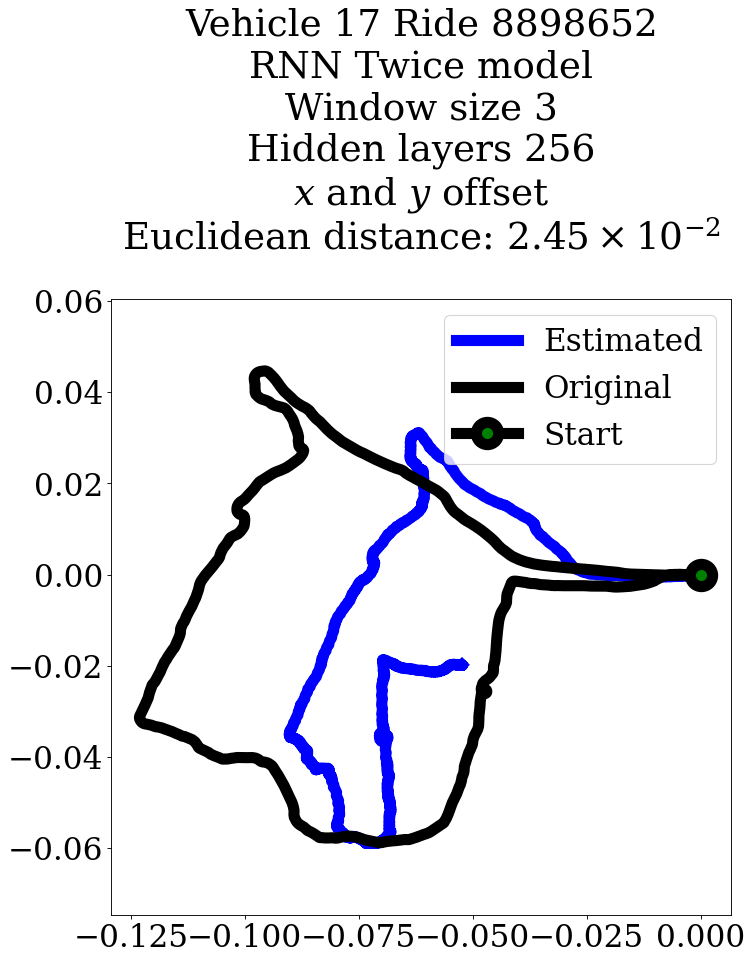 Vehicle 17 Ride 8898652
RNN Twice model
Window size 3
Hidden layers 256
x and y offset
Euclidean distance: 2.45 × 10⁻²
0.06
0.04
0.02
0.00
−0.02
−0.04
−0.06
Estimated
Original
Start
−0.125 −0.100 −0.075 −0.050 −0.025 0.000